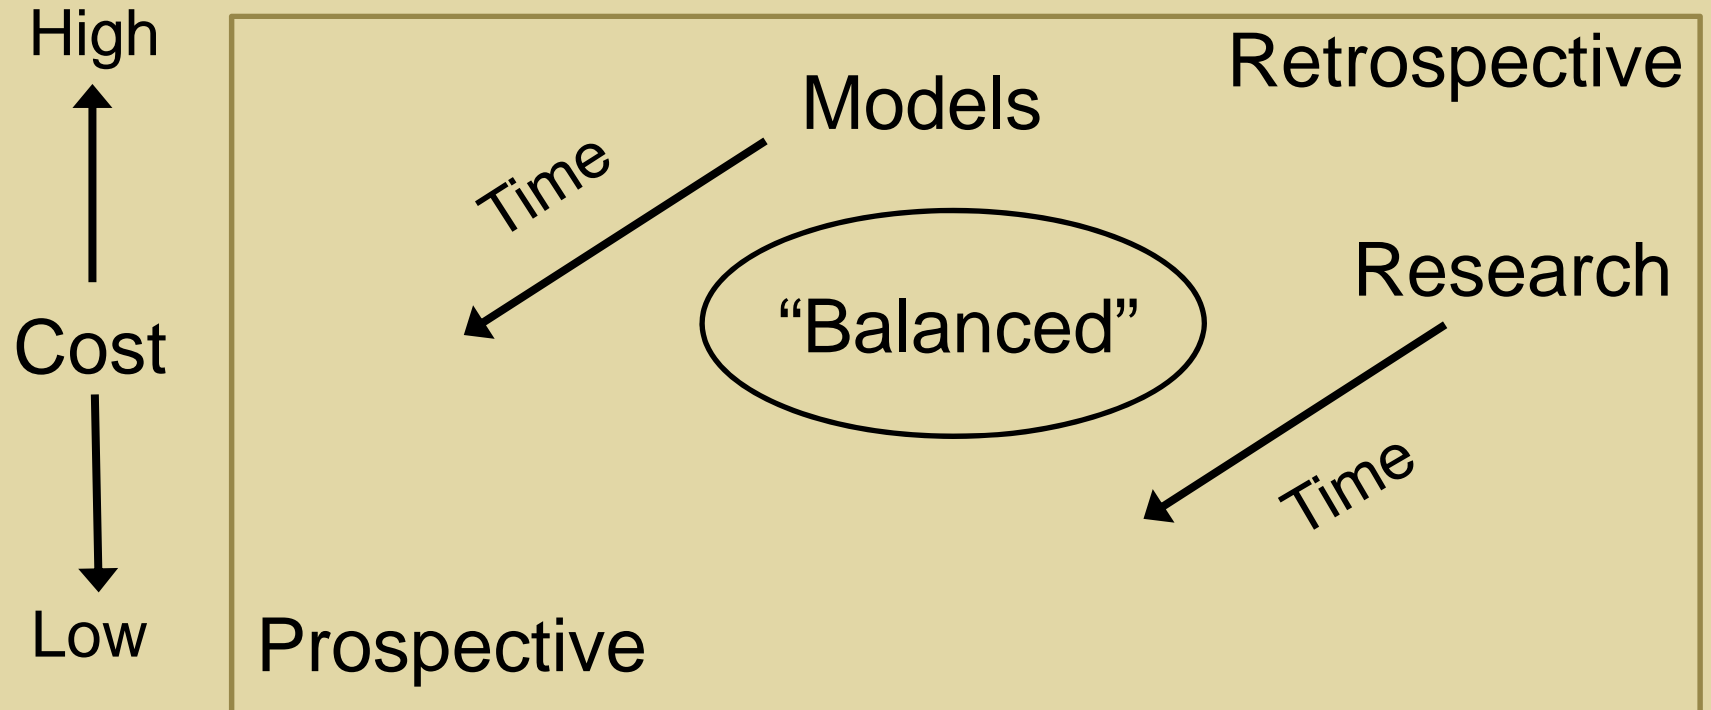 High
Retrospective
Models
Time
Research
“Balanced”
Cost
Time
Low
Prospective